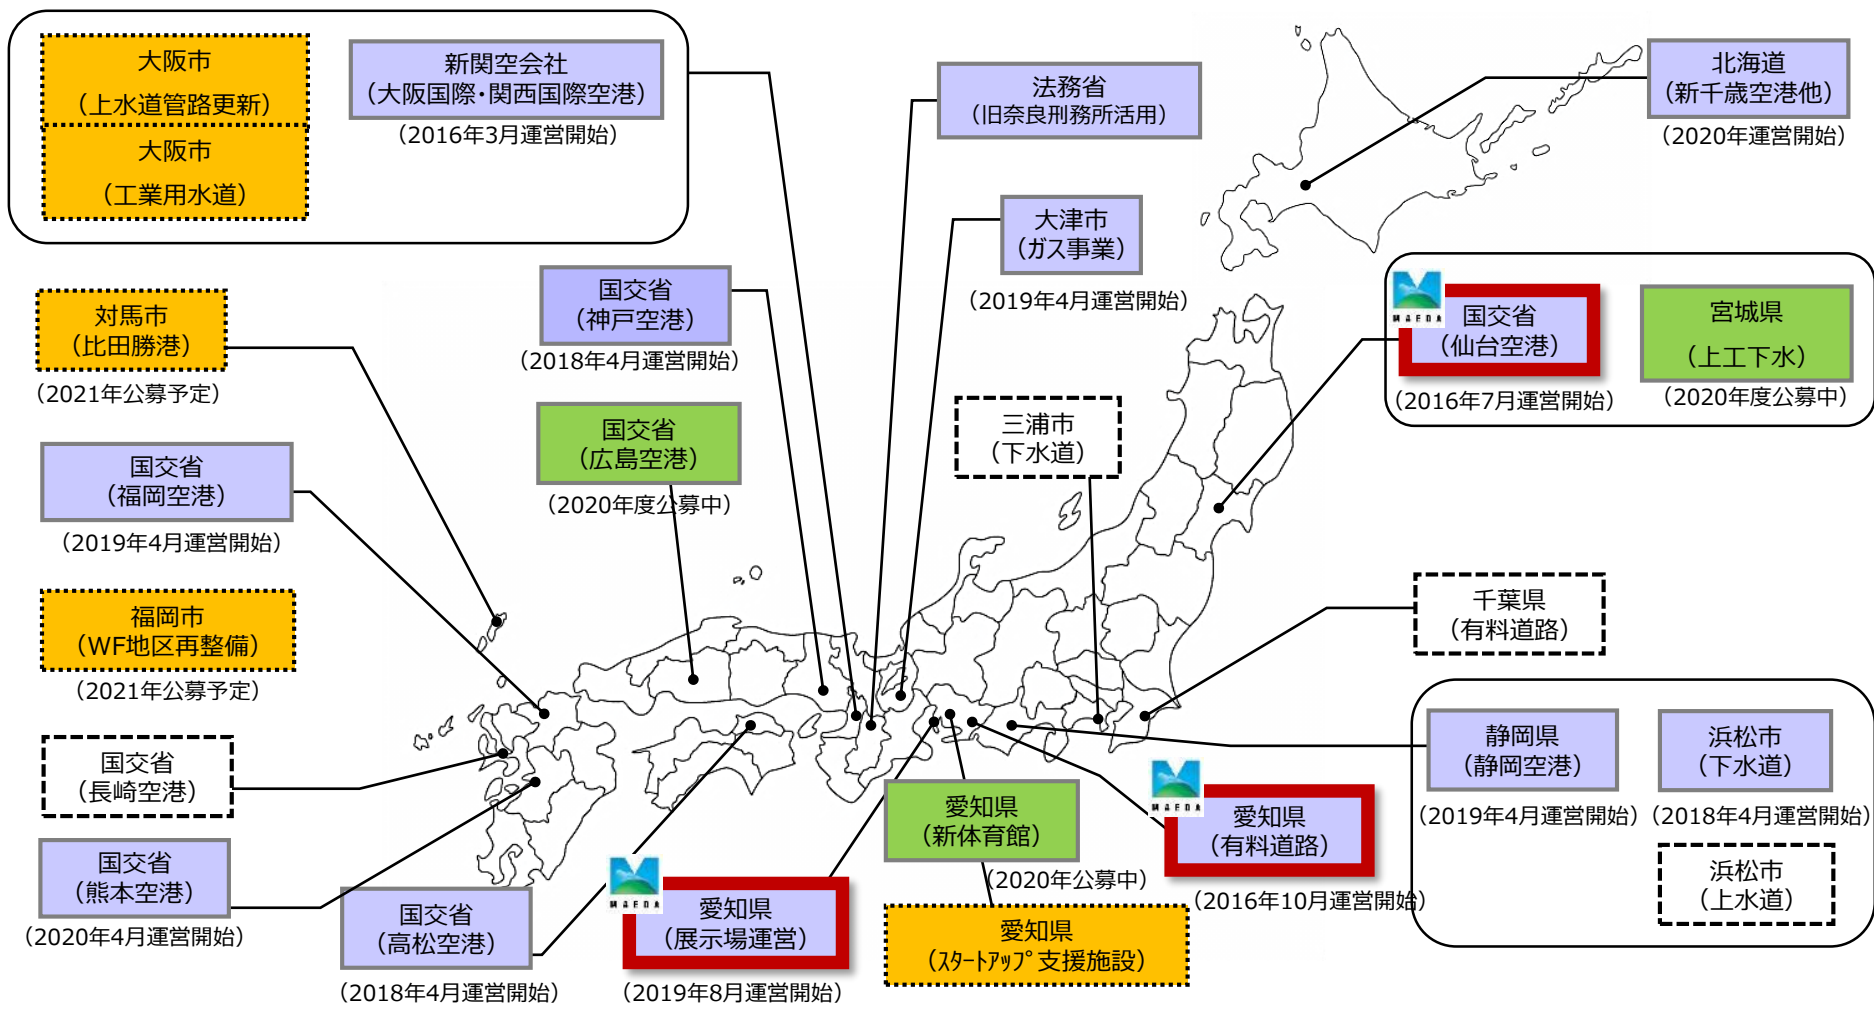 大阪市
（上水道管路更新）
大阪市
（工業用水道）
新関空会社
（大阪国際・関西国際空港）
（2016年3月運営開始）
法務省
（旧奈良刑務所活用）
北海道
（新千歳空港他）
（2020年運営開始）
大津市
（ガス事業）
（2019年4月運営開始）
対馬市
（比田勝港）
（2021年公募予定）
国交省
（神戸空港）
（2018年4月運営開始）
MAEDA
国交省
（仙台空港）
（2016年7月運営開始）
宮城県
（上工下水）
（2020年度公募中）
国交省
（広島空港）
（2020年度公募中）
三浦市
（下水道）
国交省
（福岡空港）
（2019年4月運営開始）
福岡市
（WF地区再整備）
（2021年公募予定）
千葉県
（有料道路）
国交省
（長崎空港）
静岡県
（静岡空港）
（2019年4月運営開始）
浜松市
（下水道）
（2018年4月運営開始）
浜松市
（上水道）
愛知県
（新体育館）
（2020年公募中）
MAEDA
愛知県
（有料道路）
（2016年10月運営開始）
国交省
（熊本空港）
（2020年4月運営開始）
国交省
（高松空港）
（2018年4月運営開始）
MAEDA
愛知県
（展示場運営）
（2019年8月運営開始）
愛知県
（ｽﾀｰﾄｱｯﾌﾟ支援施設）